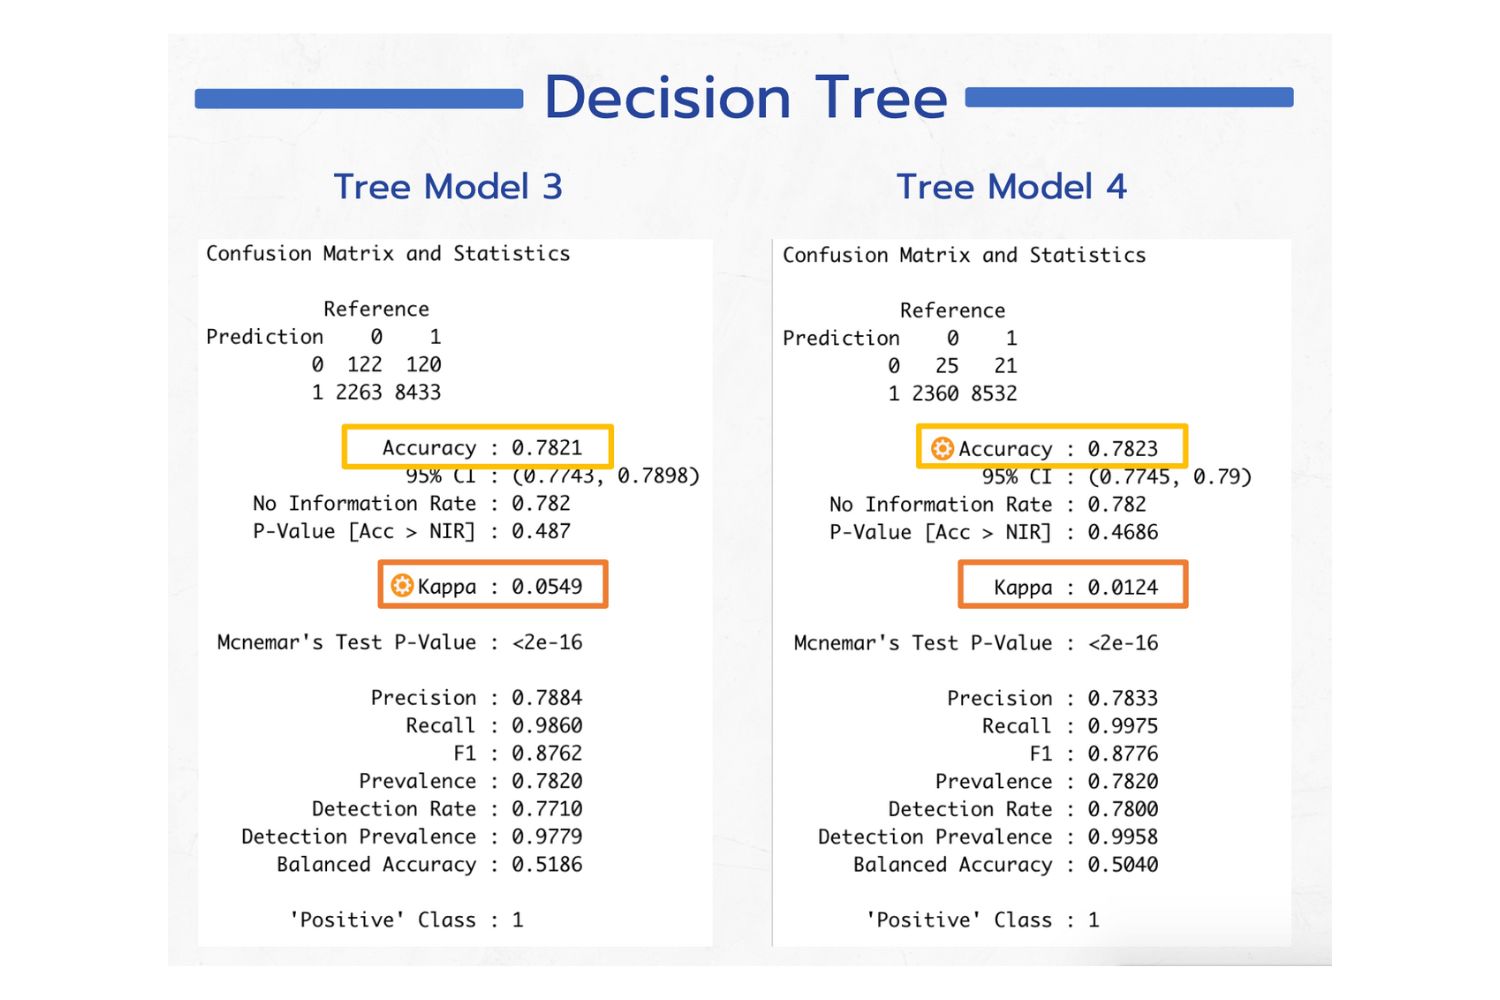 Decision Tree
Tree Model 3
Confusion Matrix and Statistics
Reference
Prediction 0 1
0 122 120
1 2263 8433
Accuracy : 0.7821
95% CI : (0.7743, 0.7898)
No Information Rate : 0.782
P-Value [Acc > NIR] : 0.487
Kappa : 0.0549
Mcnemar's Test P-Value : <2e-16
Precision : 0.7884
Recall : 0.9860
F1 : 0.8762
Prevalence : 0.7820
Detection Rate : 0.7710
Detection Prevalence : 0.9779
Balanced Accuracy : 0.5186
'Positive' Class : 1
Tree Model 4
Confusion Matrix and Statistics
Reference
Prediction 0 1
0 25 21
1 2360 8532
Accuracy : 0.7823
95% CI : (0.7745, 0.79)
No Information Rate : 0.782
P-Value [Acc > NIR] : 0.4686
Kappa : 0.0124
Mcnemar's Test P-Value : <2e-16
Precision : 0.7833
Recall : 0.9975
F1 : 0.8776
Prevalence : 0.7820
Detection Rate : 0.7800
Detection Prevalence : 0.9958
Balanced Accuracy : 0.5040
'Positive' Class : 1